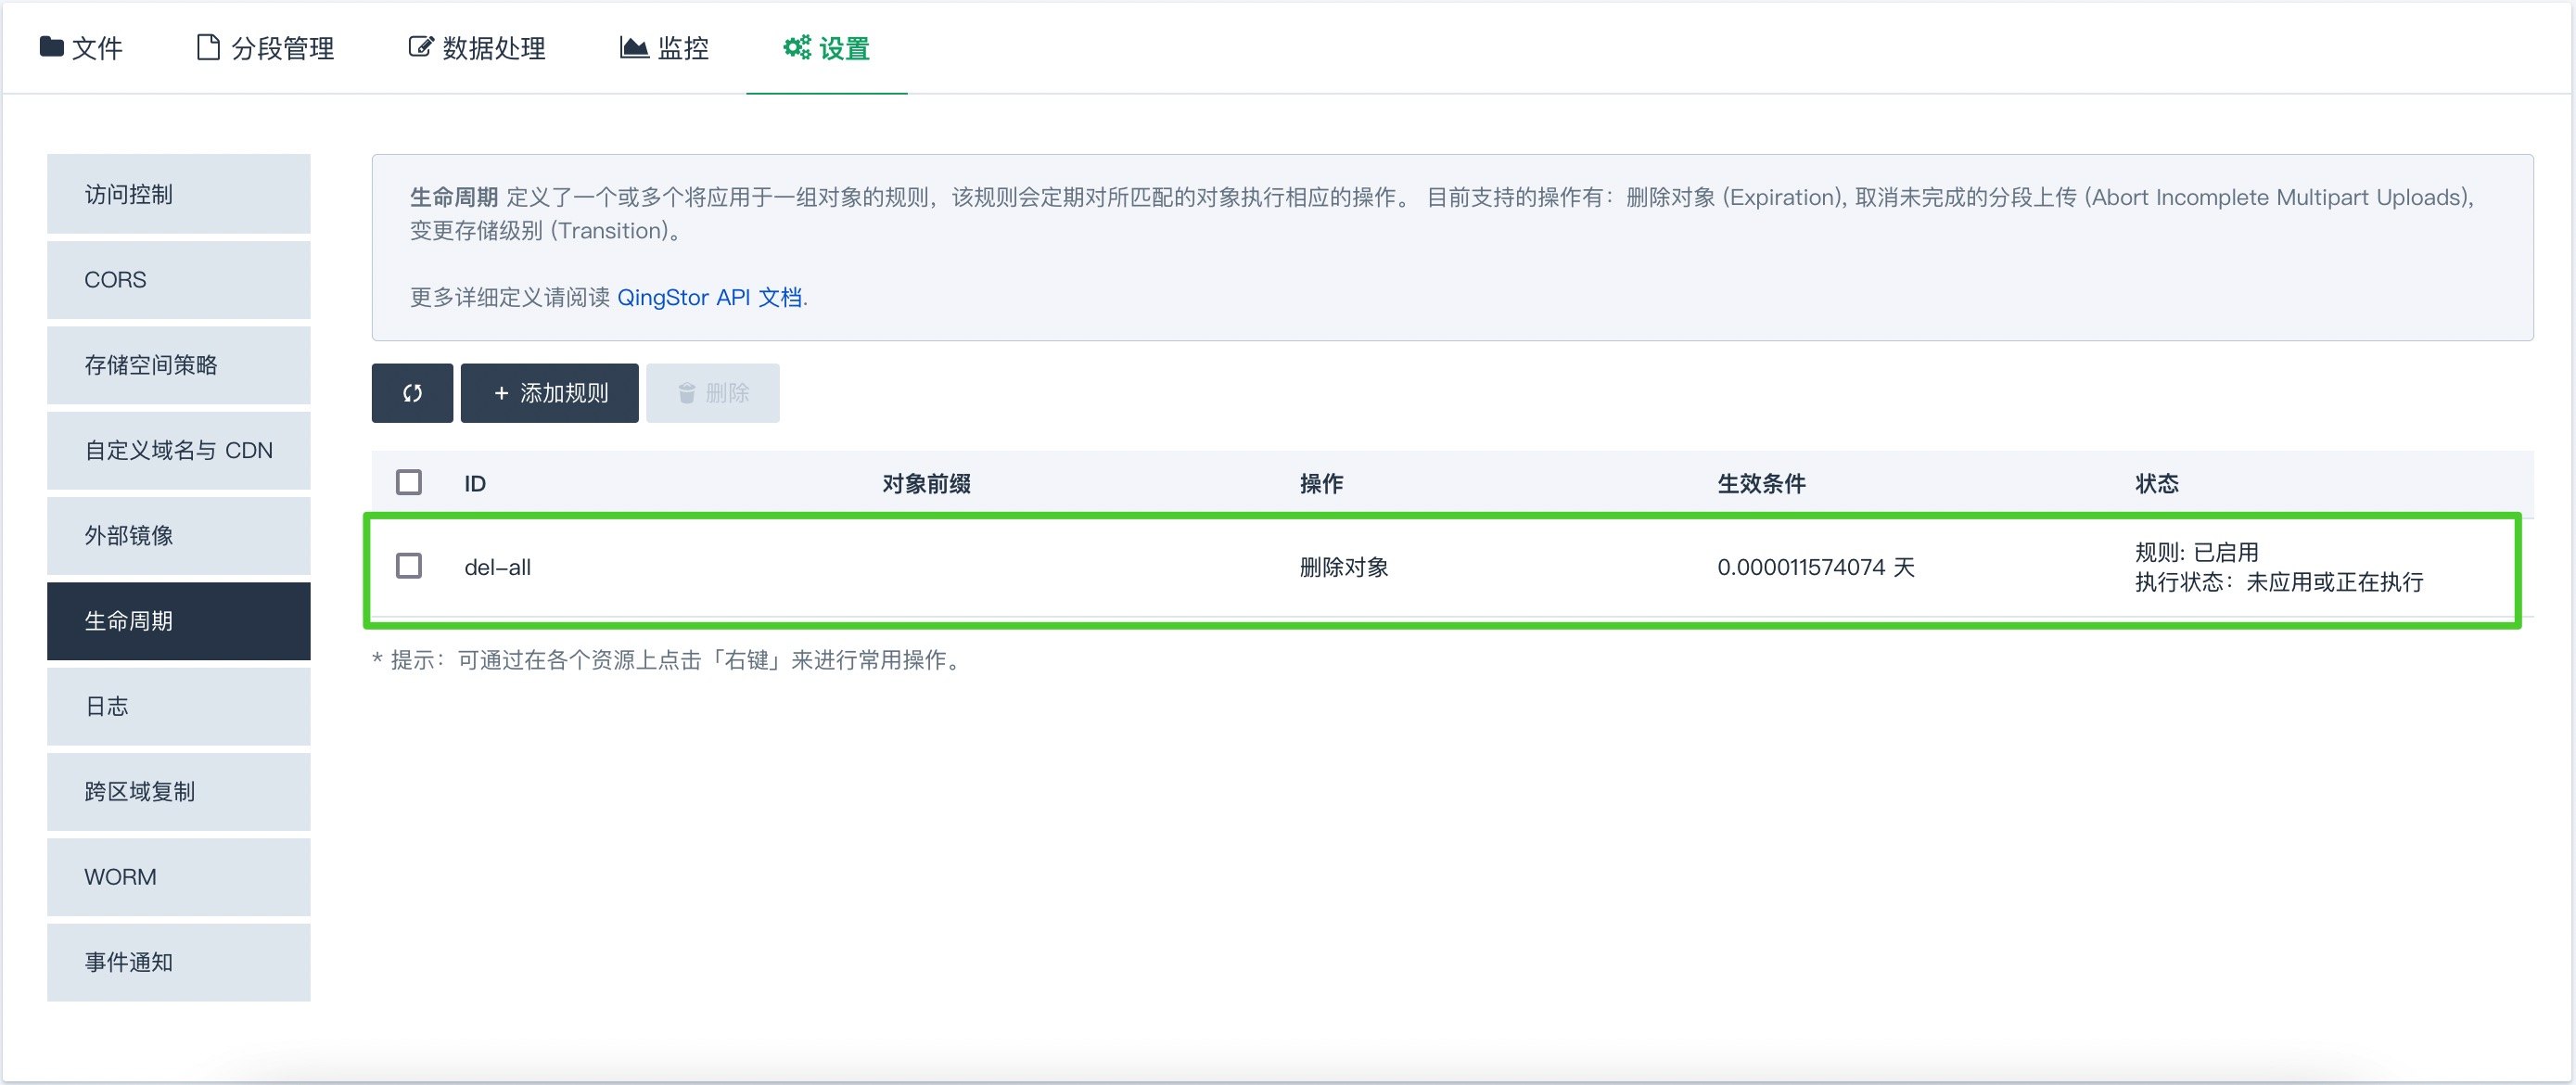 文件 分段管理 数据处理 监控 设置
访问控制
CORS
存储空间策略
自定义域名与 CDN
外部镜像
生命周期
日志
跨区域复制
WORM
事件通知
生命周期 定义了一个或多个将应用于一组对象的规则，该规则会定期对所匹配的对象执行相应的操作。 目前支持的操作有：删除对象 (Expiration), 取消未完成的分段上传 (Abort Incomplete Multipart Uploads),
变更存储级别 (Transition)。
更多详细定义请阅读 QingStor API 文档.
+ 添加规则 删除
ID 对象前缀 操作 生效条件 状态
del-all 删除对象 0.000011574074 天 规则: 已启用
执行状态：未应用或正在执行
* 提示：可通过在各个资源上点击「右键」来进行常用操作。